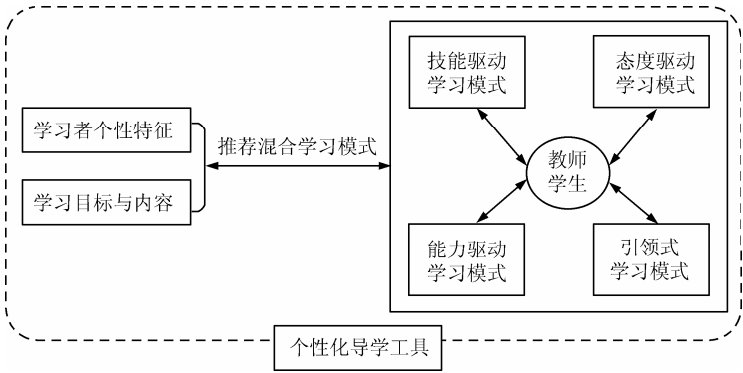 学习者个性特征
学习目标与内容
推荐混合学习模式
技能驱动
学习模式
态度驱动
学习模式
教师
学生
能力驱动
学习模式
引领式
学习模式
个性化导学工具